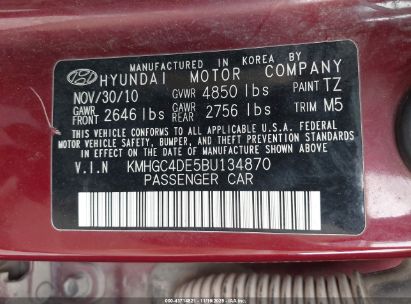 MANUFACTURED IN KOREA BY
HYUNDAI MOTOR COMPANY
NOV/30/10 GVWR 4850 lbs PAINT TZ
GAWR FRONT 2646 lbs GAWR REAR 2756 lbs TRIM M5
THIS VEHICLE CONFORMS TO ALL APPLICABLE U.S.A. FEDERAL
MOTOR VEHICLE SAFETY, BUMPER, AND THEFT PREVENTION
STANDARDS IN EFFECT ON THE DATE OF MANUFACTURE SHOWN ABOVE.
V.I.N KMHGC4DE5BU134870
PASSENGER CAR